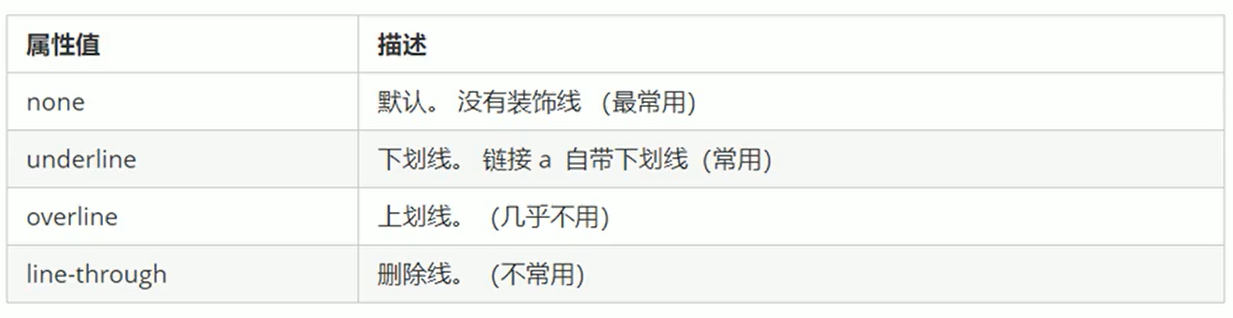 属性值 描述
none 默认。 没有装饰线 (最常用)
underline 下划线。 链接 a 自带下划线 (常用)
overline 上划线。 (几乎不用)
line-through 删除线。 (不常用)